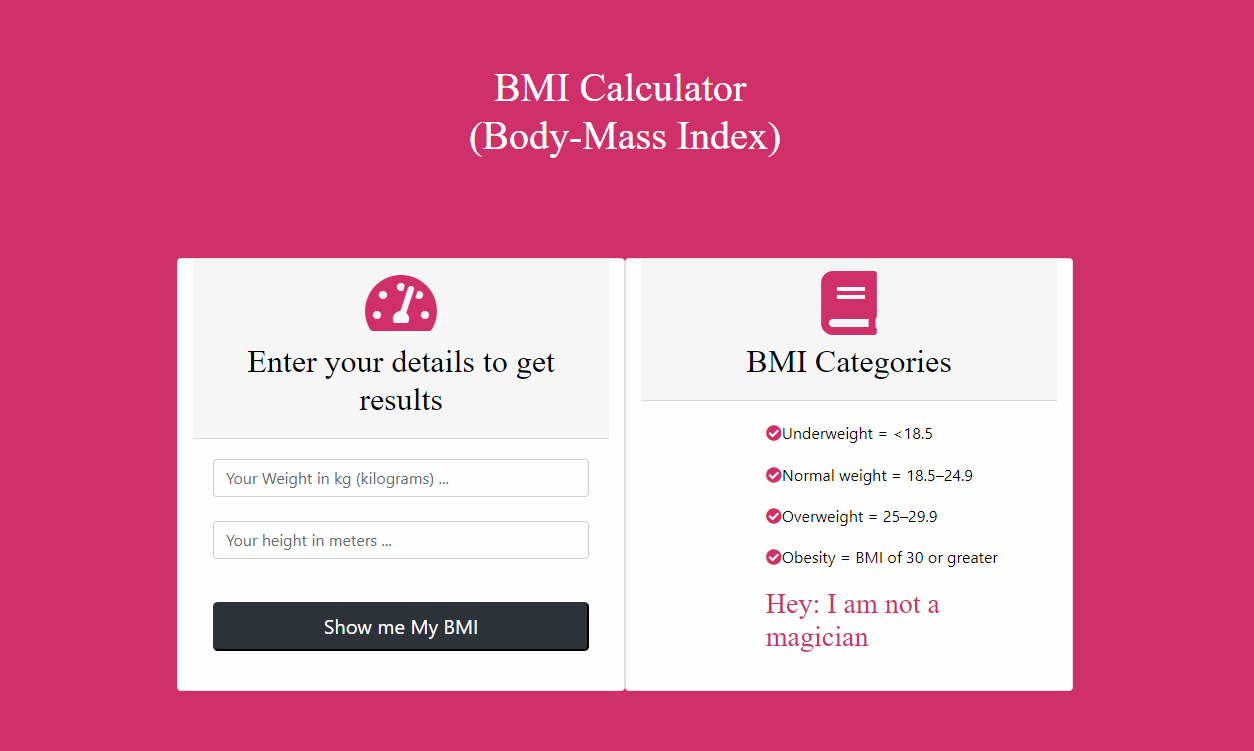 BMI Calculator
(Body-Mass Index)
Enter your details to get
results
Your Weight in kg (kilograms) ...
Your height in meters ...
Show me My BMI
BMI Categories
Underweight = <18.5
Normal weight = 18.5–24.9
Overweight = 25–29.9
Obesity = BMI of 30 or greater
Hey: I am not a
magician